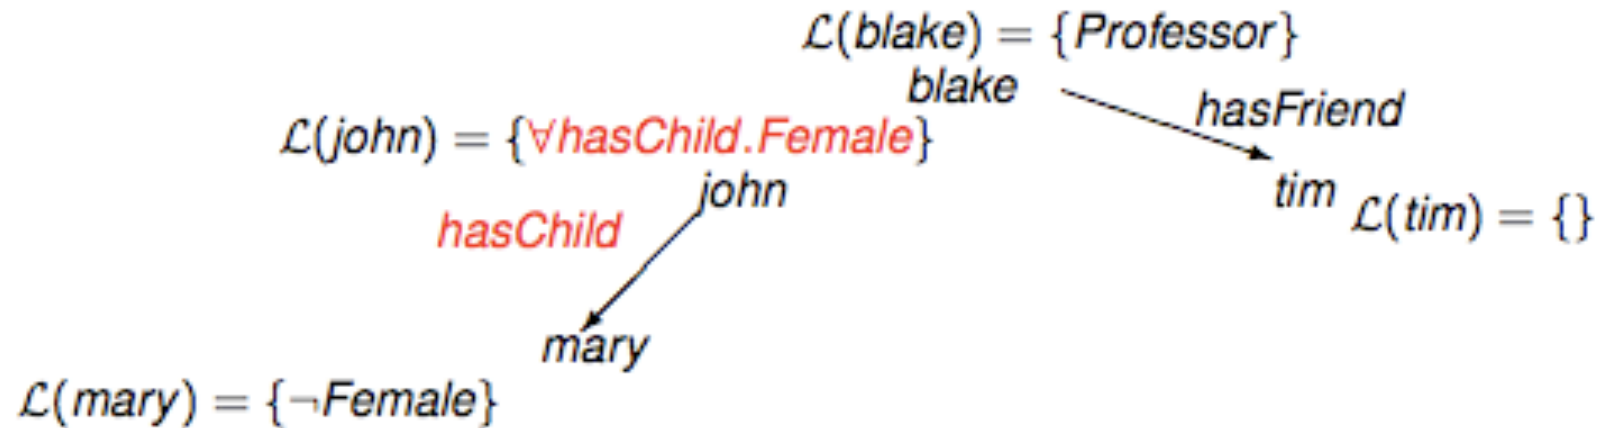 ℒ(blake) = {Professor}
blake
hasFriend
ℒ(john) = {∀hasChild.Female}
john
tim
ℒ(tim) = {}
hasChild
mary
ℒ(mary) = {¬Female}